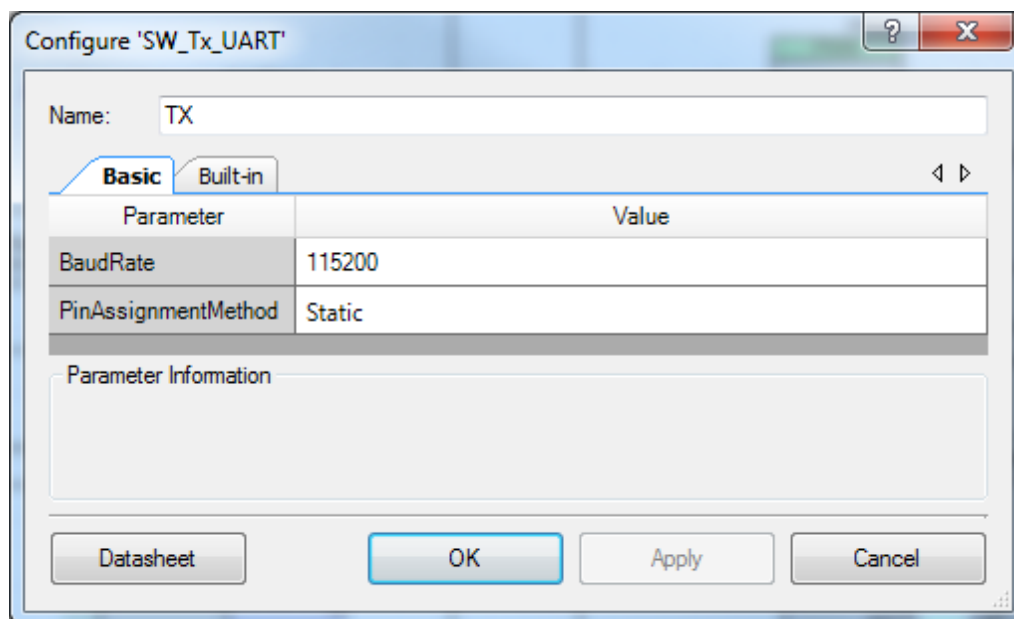 Configure 'SW_Tx_UART'
Name: TX
Basic Built-in
Parameter Value
BaudRate 115200
PinAssignmentMethod Static
Parameter Information
Datasheet OK Apply Cancel